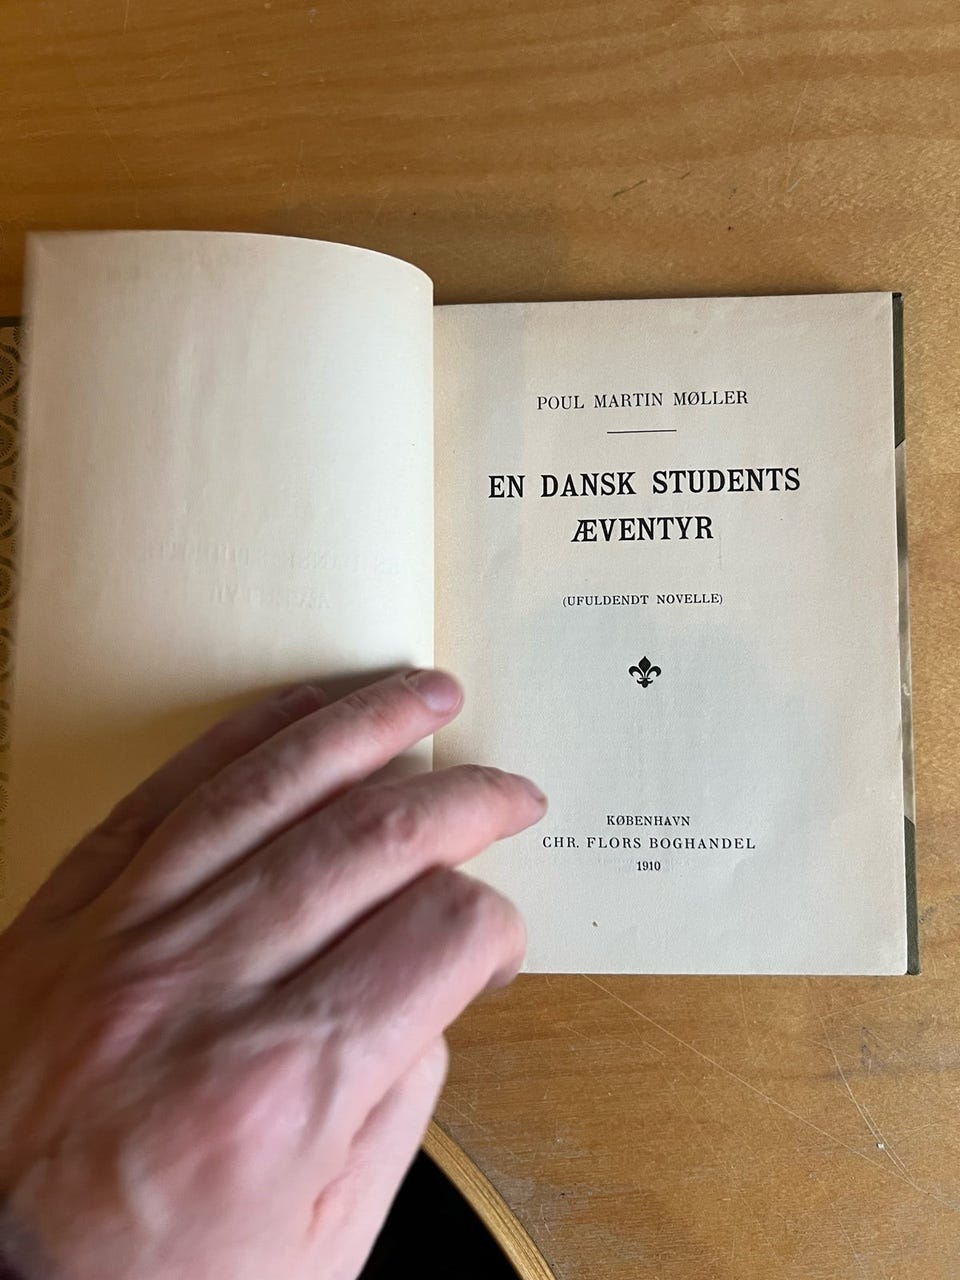 POUL MARTIN MØLLER
EN DANSK STUDENTS
ÆVENTYR
(UFULDENDT NOVELLE)
KØBENHAVN
CHR. FLORS BOGHANDEL
1910